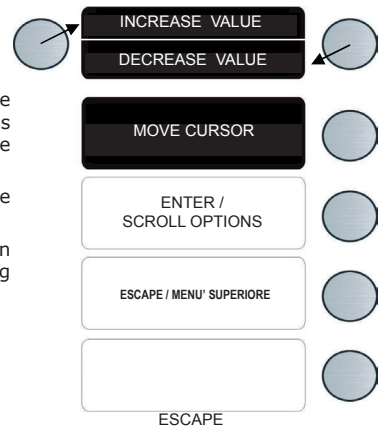 INCREASE VALUE
DECREASE VALUE
e
s
e
MOVE CURSOR
e
ENTER /
SCROLL OPTIONS
n
g
ESCAPE / MENU' SUPERIORE
ESCAPE